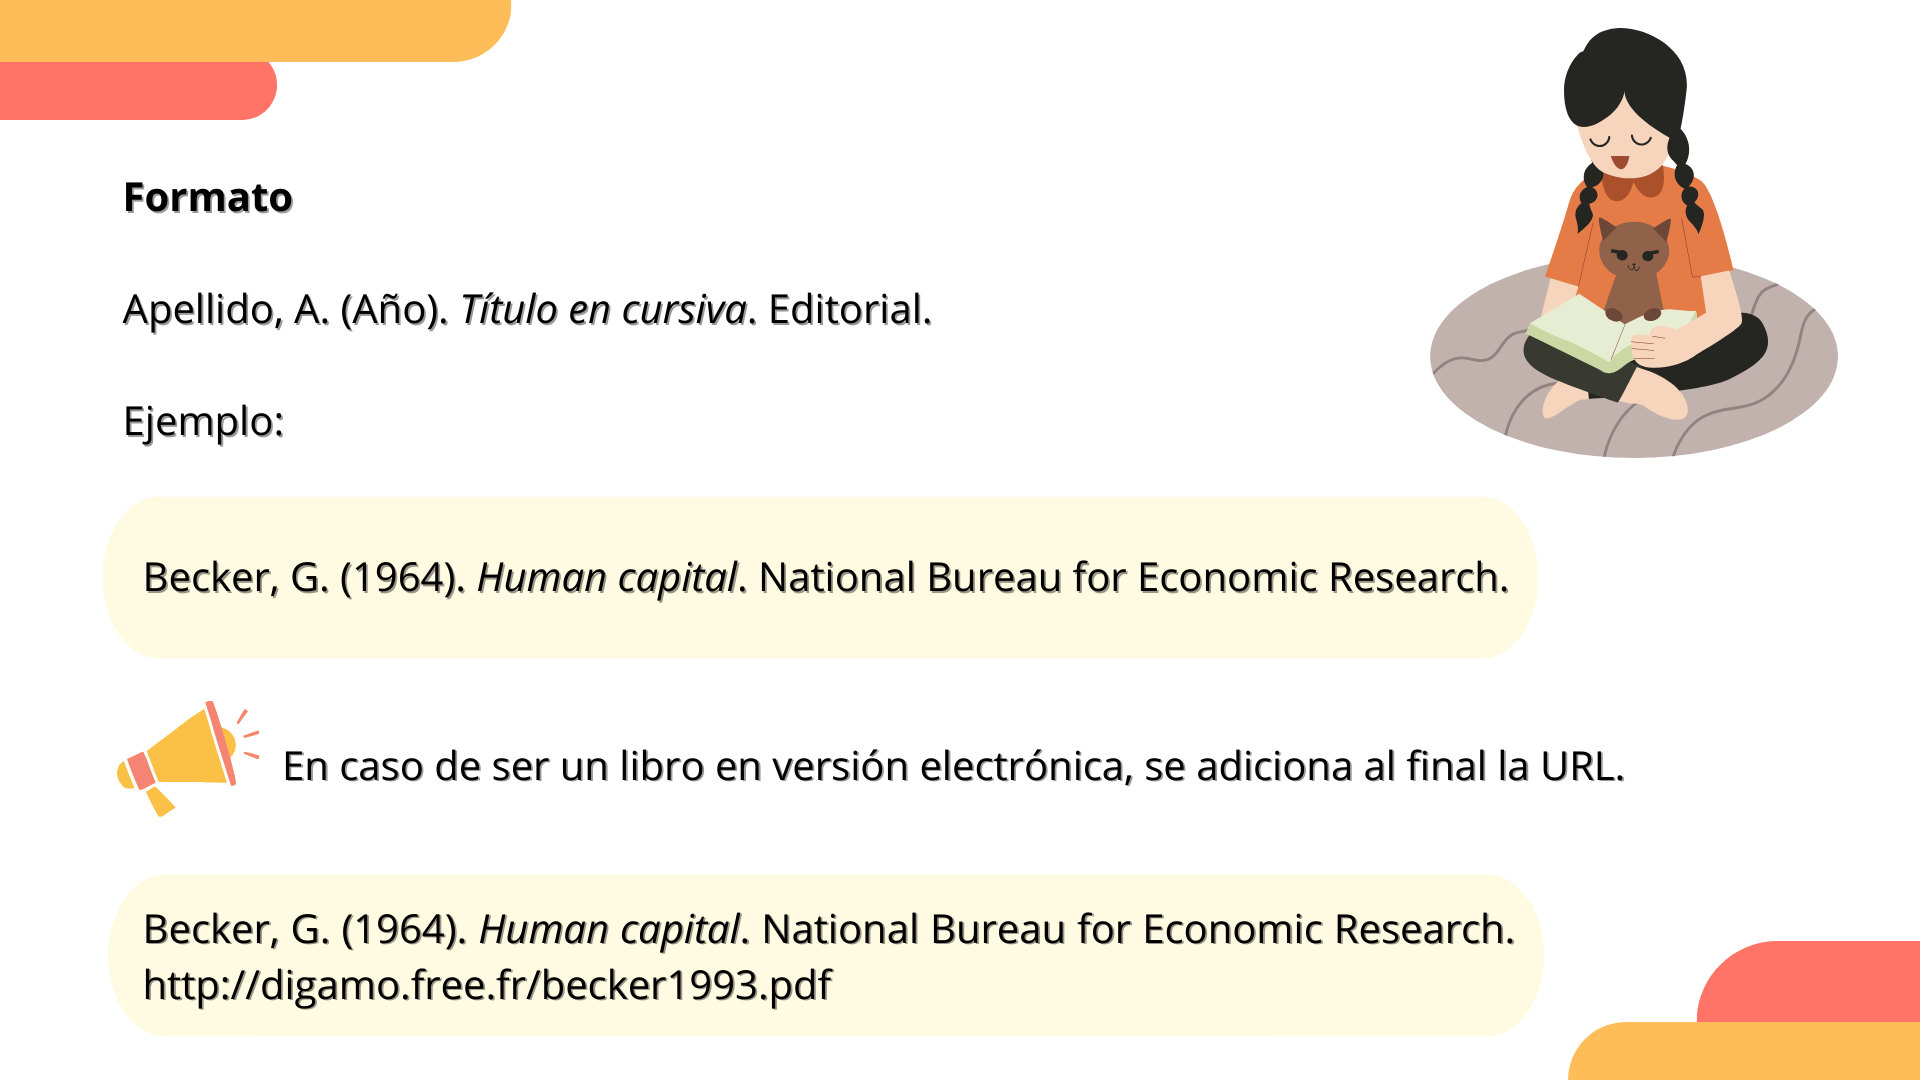 Formato
Apellido, A. (Año). Título en cursiva. Editorial.
Ejemplo:
Becker, G. (1964). Human capital. National Bureau for Economic Research.
En caso de ser un libro en versión electrónica, se adiciona al final la URL.
Becker, G. (1964). Human capital. National Bureau for Economic Research.
http://digamo.free.fr/becker1993.pdf